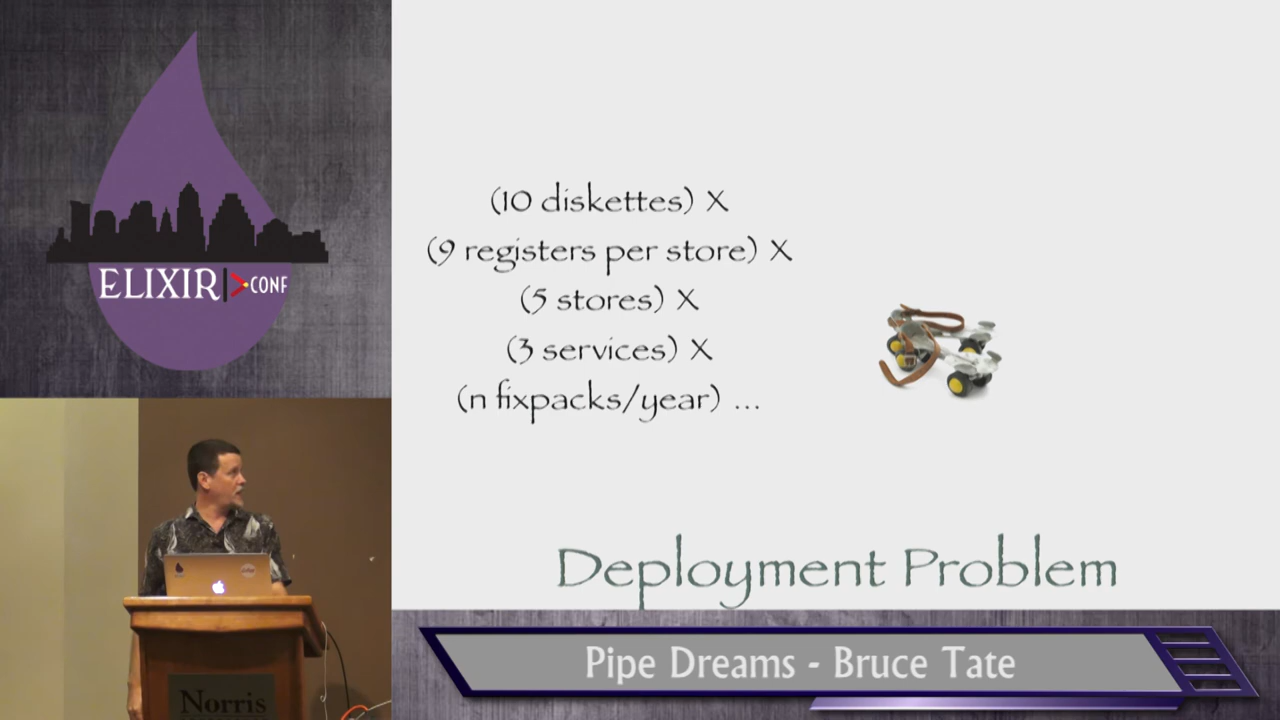 ELIXIR|>CONF
(10 diskettes) X
(9 registers per store) X
(5 stores) X
(3 services) X
(n fixpacks/year) ...
Deployment Problem
Pipe Dreams - Bruce Tate
Norris